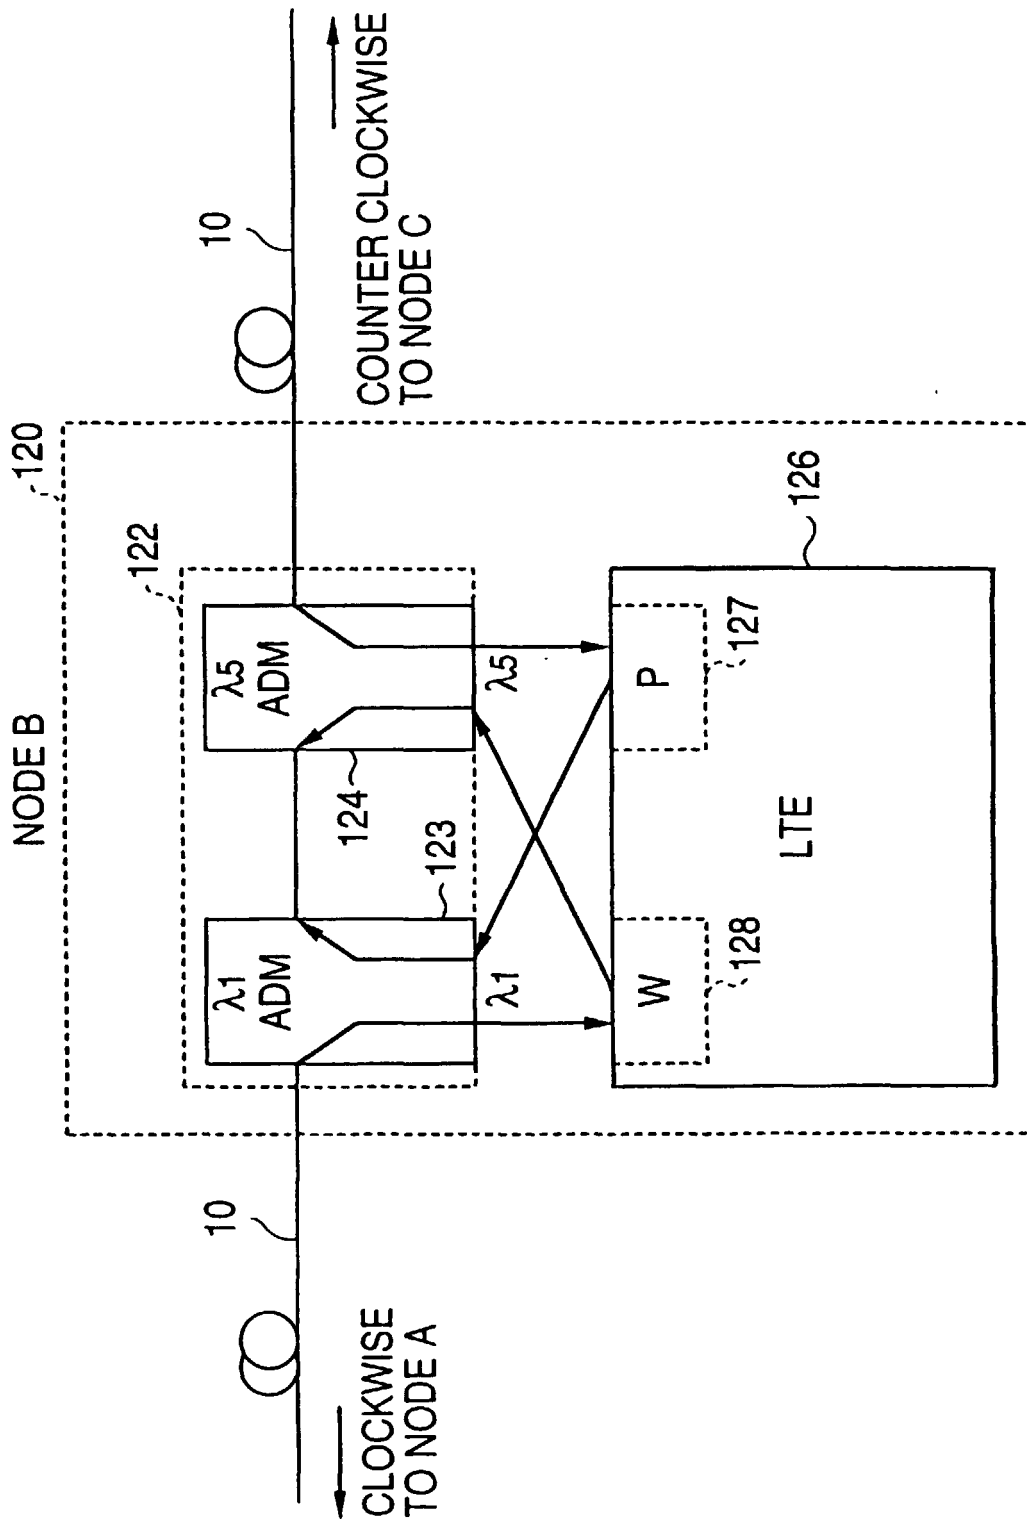 NODE B
120
122
10
10
λ1
ADM
λ5
ADM
124
123
λ1
λ5
W
P
128
127
126
LTE
CLOCKWISE
TO NODE A
COUNTER CLOCKWISE
TO NODE C